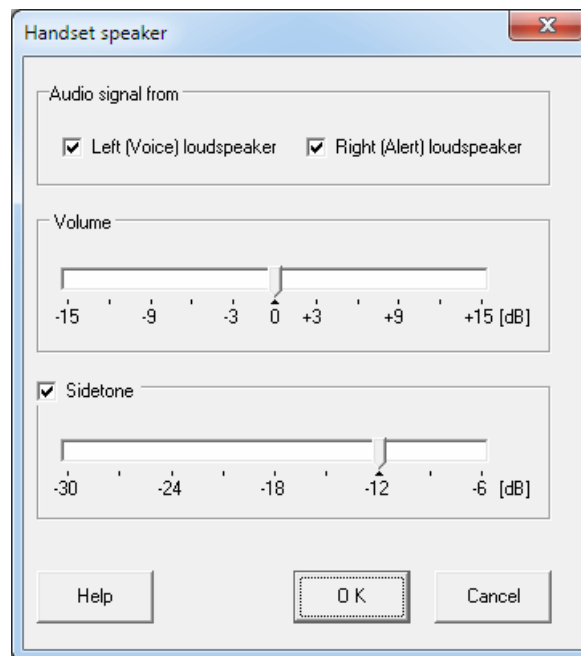 Handset speaker
Audio signal from
Left (Voice) loudspeaker Right (Alert) loudspeaker
Volume
-15 -9 -3 0 +3 +9 +15 [dB]
Sidetone
-30 -24 -18 -12 -6 [dB]
Help O K Cancel